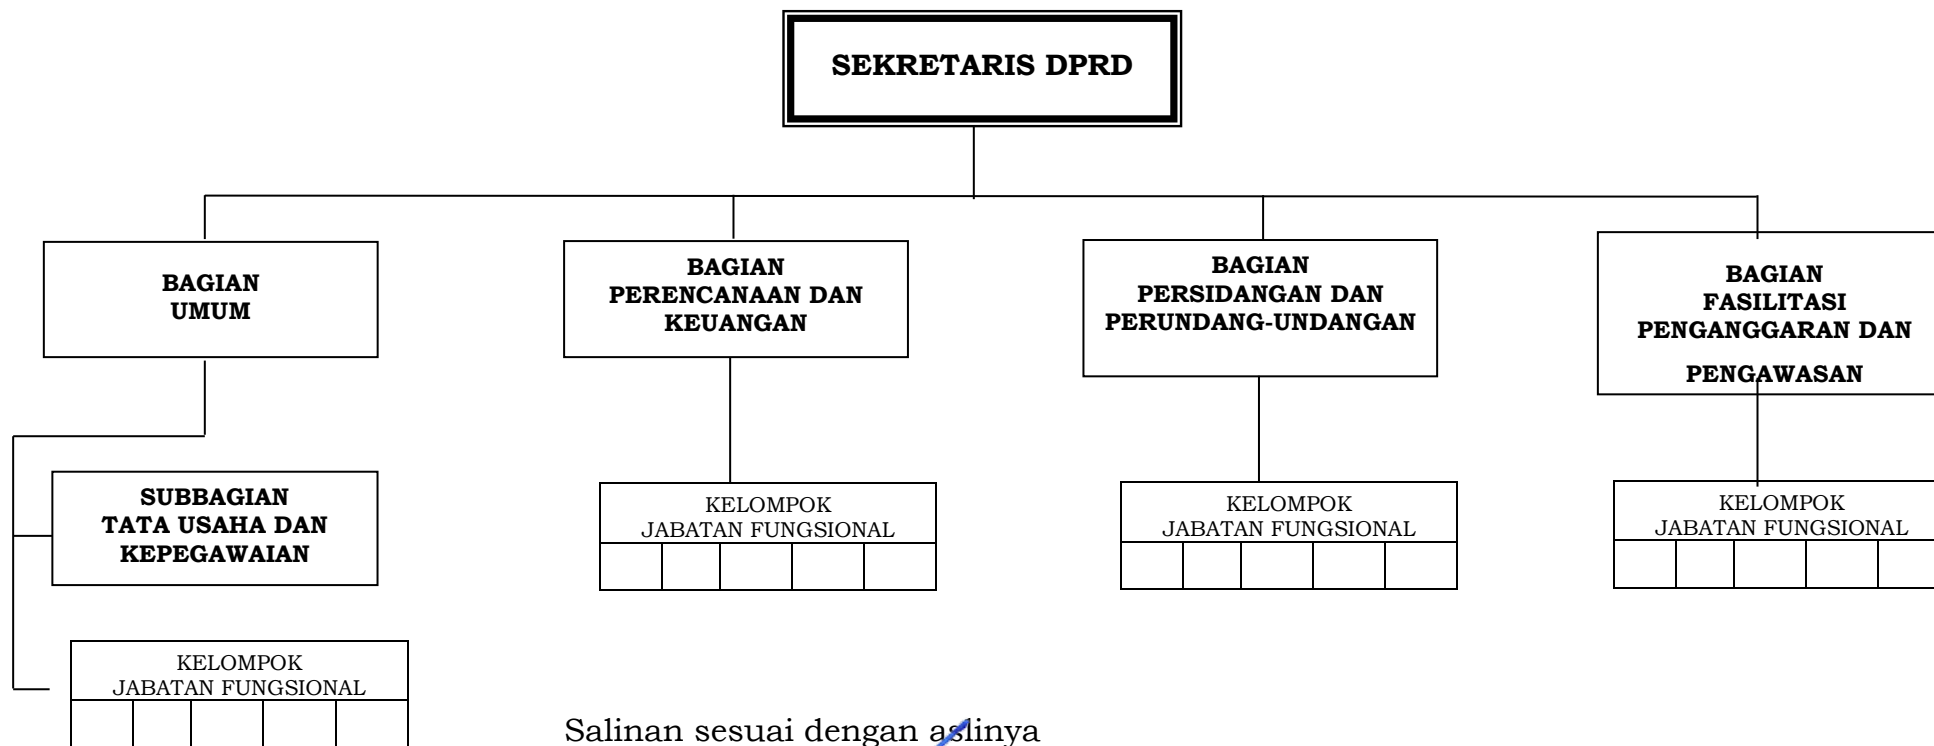 SEKRETARIS DPRD
BAGIAN
UMUM
BAGIAN
PERENCANAAN DAN
KEUANGAN
BAGIAN
PERSIDANGAN DAN
PERUNDANG-UNDANGAN
BAGIAN
FASILITASI
PENGANGGARAN DAN
PENGAWASAN
SUBBAGIAN
TATA USAHA DAN
KEPEGAWAIAN
KELOMPOK
JABATAN FUNGSIONAL
KELOMPOK
JABATAN FUNGSIONAL
KELOMPOK
JABATAN FUNGSIONAL
KELOMPOK
JABATAN FUNGSIONAL
Salinan sesuai dengan aslinya